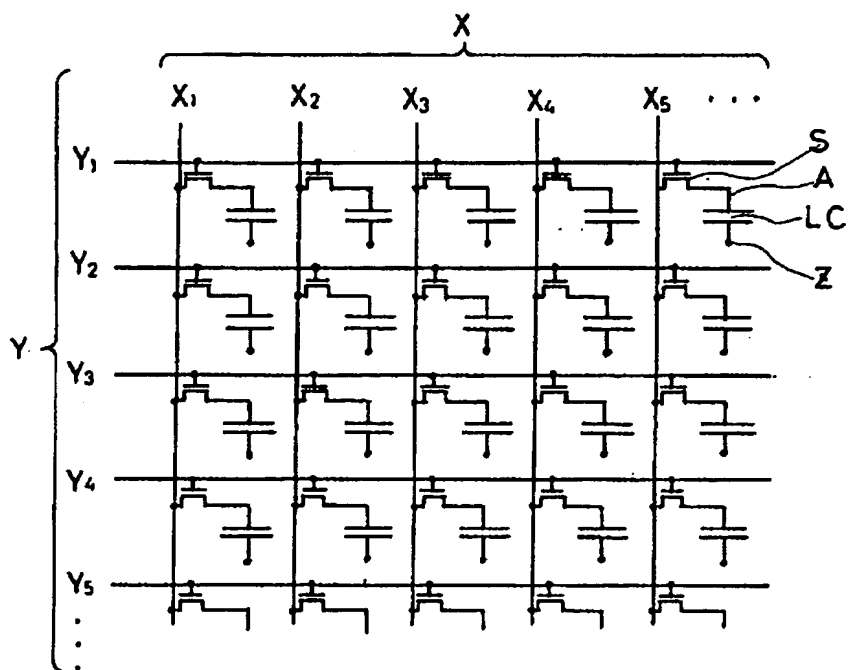 X
X₁ X₂ X₃ X₄ X₅ ...
Y₁
S
A
LC
Y₂
Z
Y
Y₃
Y₄
Y₅